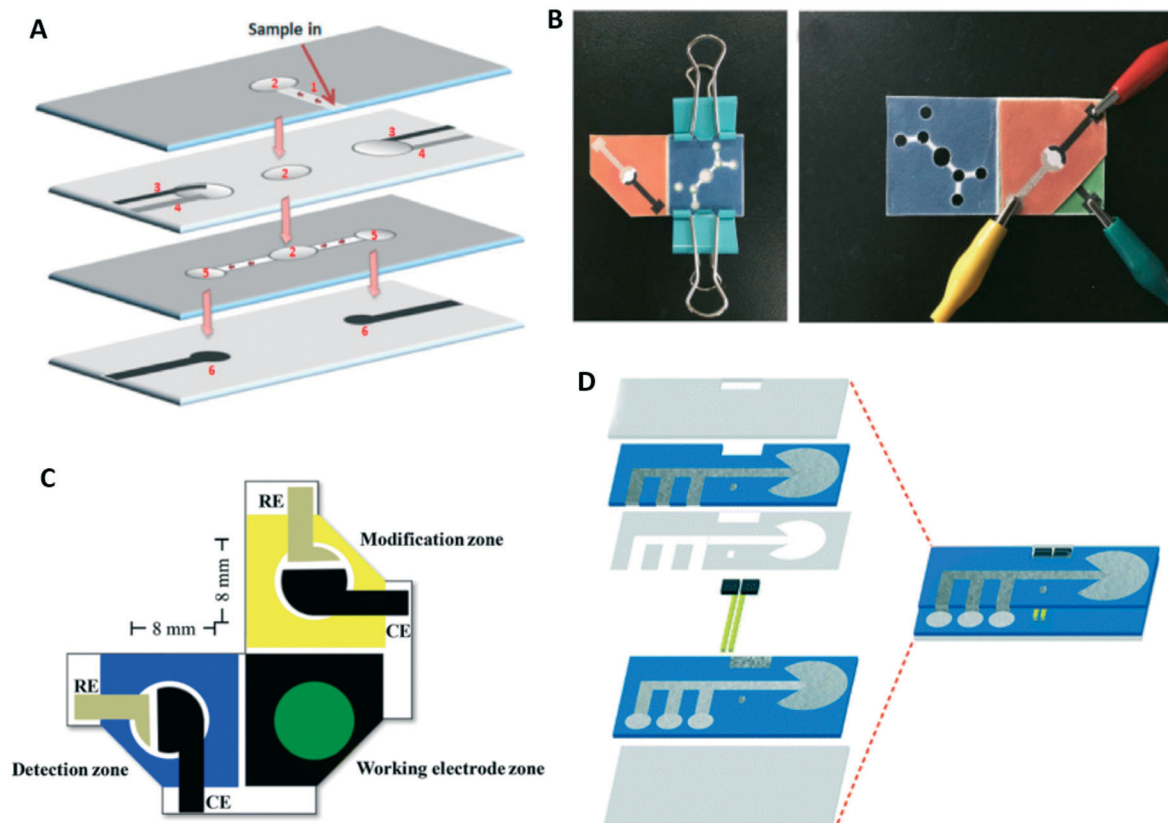 A
Sample in
2
1
3
4
2
3
4
5
2
5
6
6
B
C
RE
Modification zone
8 mm
8 mm
CE
RE
Detection zone
CE
Working electrode zone
D